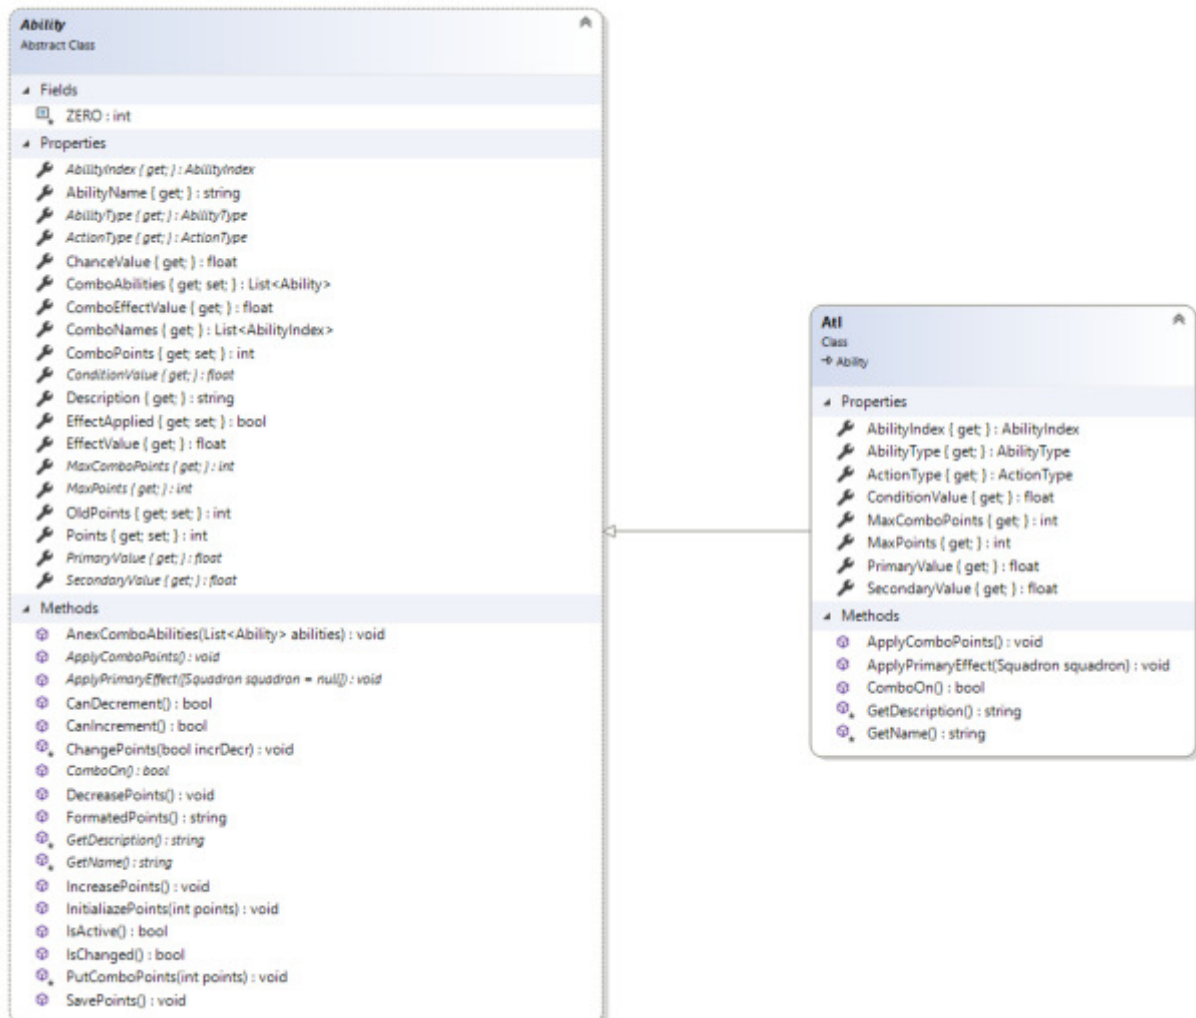 Ability
Abstract Class
Fields
ZERO : int
Properties
AbilityIndex { get; } : AbilityIndex
AbilityName { get; } : string
AbilityType { get; } : AbilityType
ActionType { get; } : ActionType
ChanceValue { get; } : float
ComboAbilities { get; set; } : List<Ability>
ComboEffectValue { get; } : float
ComboNames { get; } : List<AbilityIndex>
ComboPoints { get; set; } : int
ConditionValue { get; } : float
Description { get; } : string
EffectApplied { get; set; } : bool
EffectValue { get; } : float
MaxComboPoints { get; } : int
MaxPoints { get; } : int
OldPoints { get; set; } : int
Points { get; set; } : int
PrimaryValue { get; } : float
SecondaryValue { get; } : float
Methods
AnexComboAbilities(List<Ability> abilities) : void
ApplyComboPoints() : void
ApplyPrimaryEffect([Squadron squadron = null]) : void
CanDecrement() : bool
CanIncrement() : bool
ChangePoints(bool incrDecr) : void
ComboOn() : bool
DecreasePoints() : void
FormatedPoints() : string
GetDescription() : string
GetName() : string
IncreasePoints() : void
InitialiazePoints(int points) : void
IsActive() : bool
IsChanged() : bool
PutComboPoints(int points) : void
SavePoints() : void
Atl
Class
Ability
Properties
AbilityIndex { get; } : AbilityIndex
AbilityType { get; } : AbilityType
ActionType { get; } : ActionType
ConditionValue { get; } : float
MaxComboPoints { get; } : int
MaxPoints { get; } : int
PrimaryValue { get; } : float
SecondaryValue { get; } : float
Methods
ApplyComboPoints() : void
ApplyPrimaryEffect(Squadron squadron) : void
ComboOn() : bool
GetDescription() : string
GetName() : string